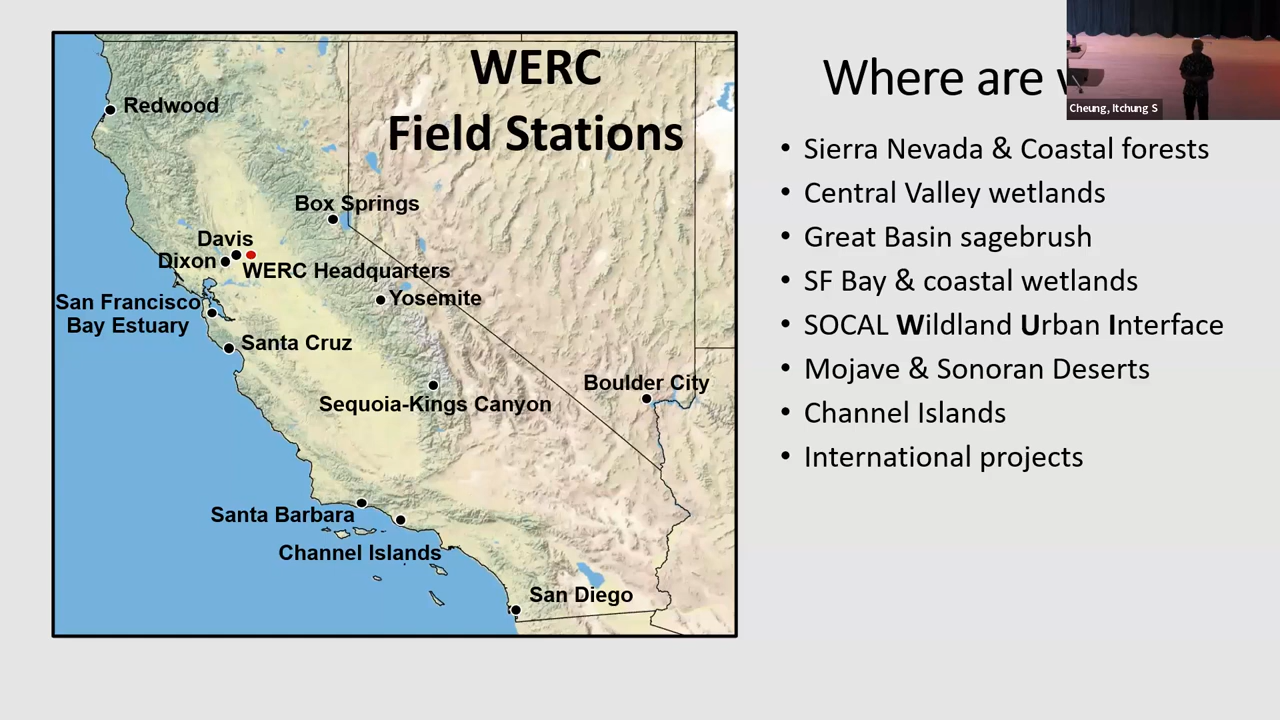 WERC
Field Stations
Redwood
Box Springs
Davis
Dixon
WERC Headquarters
San Francisco
Bay Estuary
Yosemite
Santa Cruz
Boulder City
Sequoia-Kings Canyon
Santa Barbara
Channel Islands
San Diego
Where are
Cheung, Itchung S
• Sierra Nevada & Coastal forests
• Central Valley wetlands
• Great Basin sagebrush
• SF Bay & coastal wetlands
• SOCAL Wildland Urban Interface
• Mojave & Sonoran Deserts
• Channel Islands
• International projects